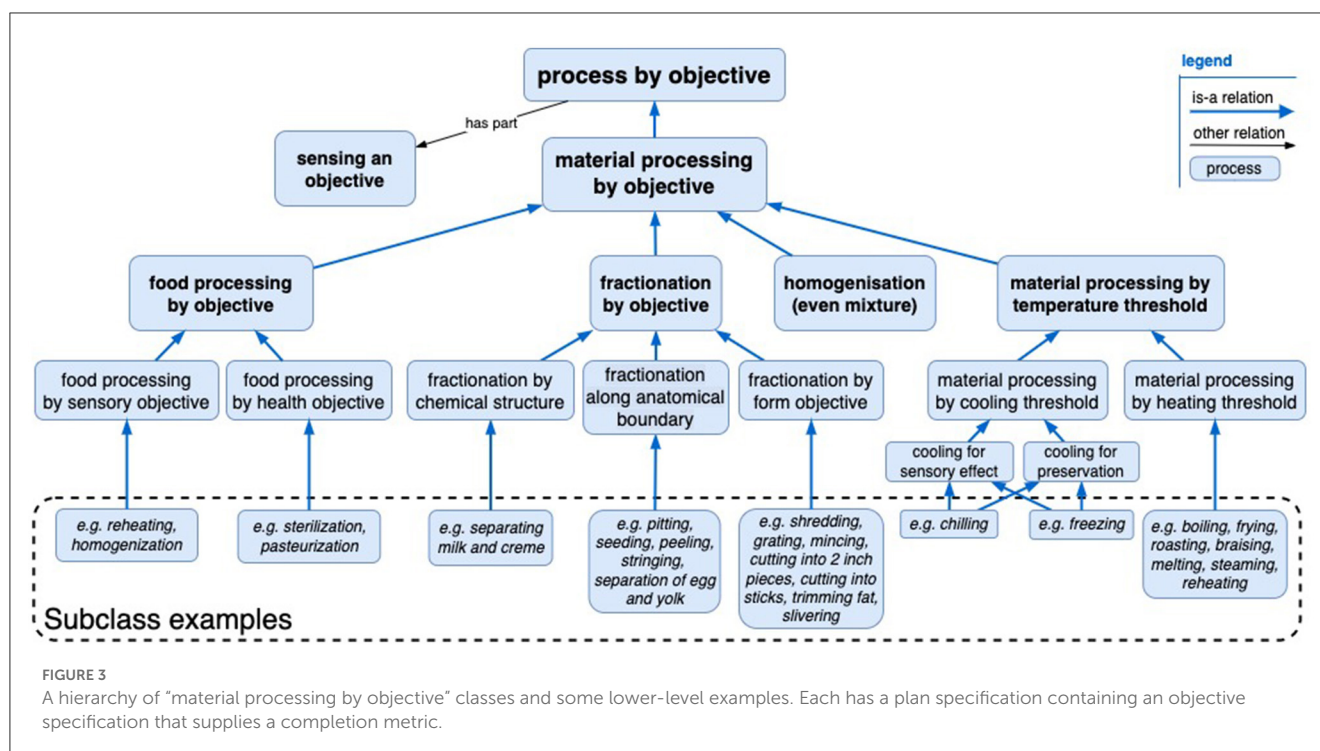 process by objective
legend
is-a relation
other relation
process
has part
sensing an
objective
material processing
by objective
food processing
by objective
fractionation
by objective
homogenisation
(even mixture)
material processing by
temperature threshold
food processing
by sensory objective
food processing
by health objective
fractionation by
chemical structure
fractionation
along anatomical
boundary
fractionation by
form objective
material processing
by cooling threshold
material processing
by heating threshold
cooling for
sensory effect
cooling for
preservation
e.g. reheating,
homogenization
e.g. sterilization,
pasteurization
e.g. separating
milk and creme
e.g. pitting,
seeding, peeling,
stringing,
separation of egg
and yolk
e.g. shredding,
grating, mincing,
cutting into 2 inch
pieces, cutting into
sticks, trimming fat,
slivering
e.g. chilling
e.g. freezing
e.g. boiling, frying,
roasting, braising,
melting, steaming,
reheating
Subclass examples
FIGURE 3
A hierarchy of “material processing by objective” classes and some lower-level examples. Each has a plan specification containing an objective
specification that supplies a completion metric.